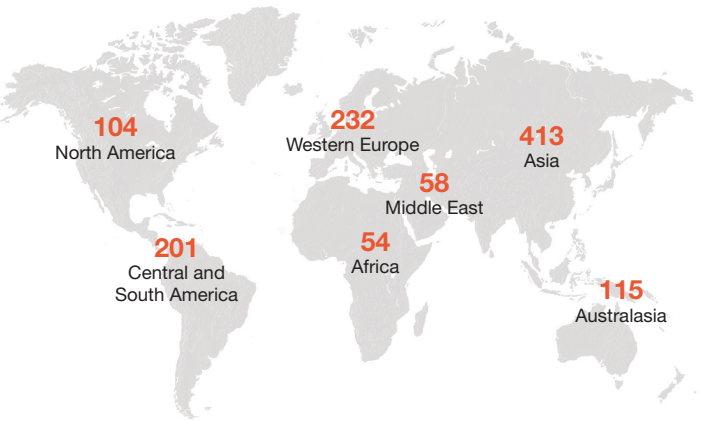 104
North America
232
Western Europe
413
Asia
58
Middle East
201
Central and
South America
54
Africa
115
Australasia